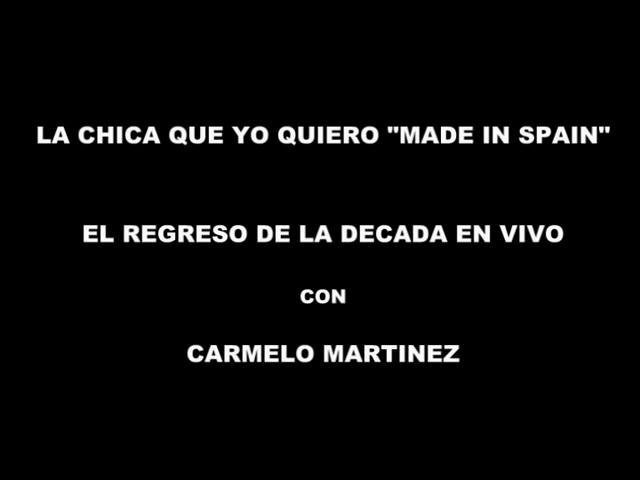 LA CHICA QUE YO QUIERO "MADE IN SPAIN"
EL REGRESO DE LA DECADA EN VIVO
CON
CARMELO MARTINEZ